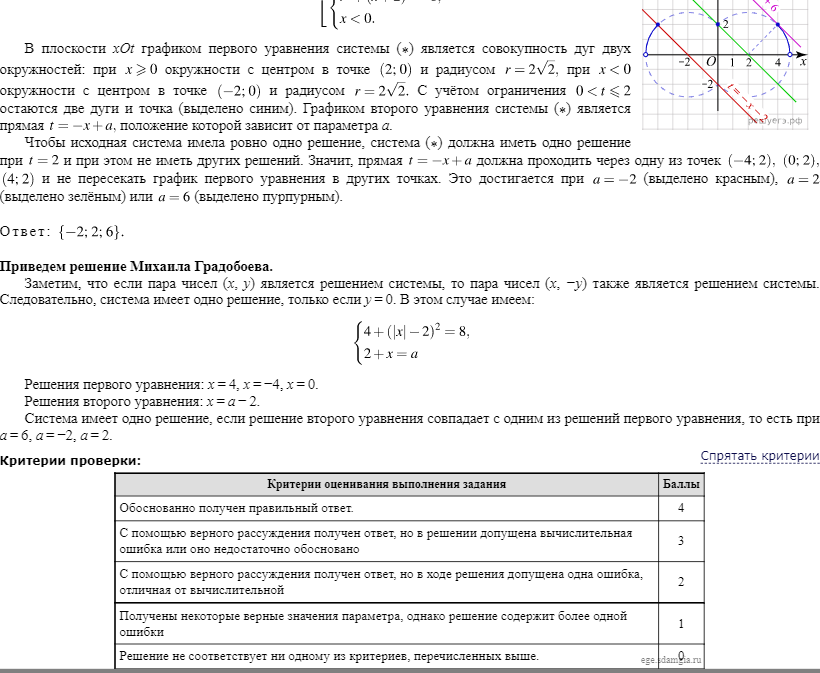 x < 0.
В плоскости xOt графиком первого уравнения системы (∗) является совокупность дуг двух
окружностей: при x ⩾ 0 окружности с центром в точке (2; 0) и радиусом r = 2√2, при x < 0
окружности с центром в точке (−2; 0) и радиусом r = 2√2. С учётом ограничения 0 < t ⩽ 2
остаются две дуги и точка (выделено синим). Графиком второго уравнения системы (∗) является
прямая t = −x + a, положение которой зависит от параметра a.
2
−2 O 1 2 4 x
−2
t = −x − 2
решуегэ.рф
Чтобы исходная система имела ровно одно решение, система (∗) должна иметь одно решение
при t = 2 и при этом не иметь других решений. Значит, прямая t = −x + a должна проходить через одну из точек (−4; 2), (0; 2),
(4; 2) и не пересекать график первого уравнения в других точках. Это достигается при a = −2 (выделено красным), a = 2
(выделено зелёным) или a = 6 (выделено пурпурным).
Ответ: {−2; 2; 6}.
Приведем решение Михаила Градобоева.
Заметим, что если пара чисел (x, y) является решением системы, то пара чисел (x, −y) также является решением системы.
Следовательно, система имеет одно решение, только если y = 0. В этом случае имеем:
4 + (|x| − 2)² = 8,
2 + x = a
Решения первого уравнения: x = 4, x = −4, x = 0.
Решения второго уравнения: x = a − 2.
Система имеет одно решение, если решение второго уравнения совпадает с одним из решений первого уравнения, то есть при
a = 6, a = −2, a = 2.
Критерии проверки:
Спрятать критерии
Критерии оценивания выполнения задания Баллы
Обоснованно получен правильный ответ. 4
С помощью верного рассуждения получен ответ, но в решении допущена вычислительная
ошибка или оно недостаточно обосновано 3
С помощью верного рассуждения получен ответ, но в ходе решения допущена одна ошибка,
отличная от вычислительной 2
Получены некоторые верные значения параметра, однако решение содержит более одной
ошибки 1
Решение не соответствует ни одному из критериев, перечисленных выше. 0
ege.sdamgia.ru